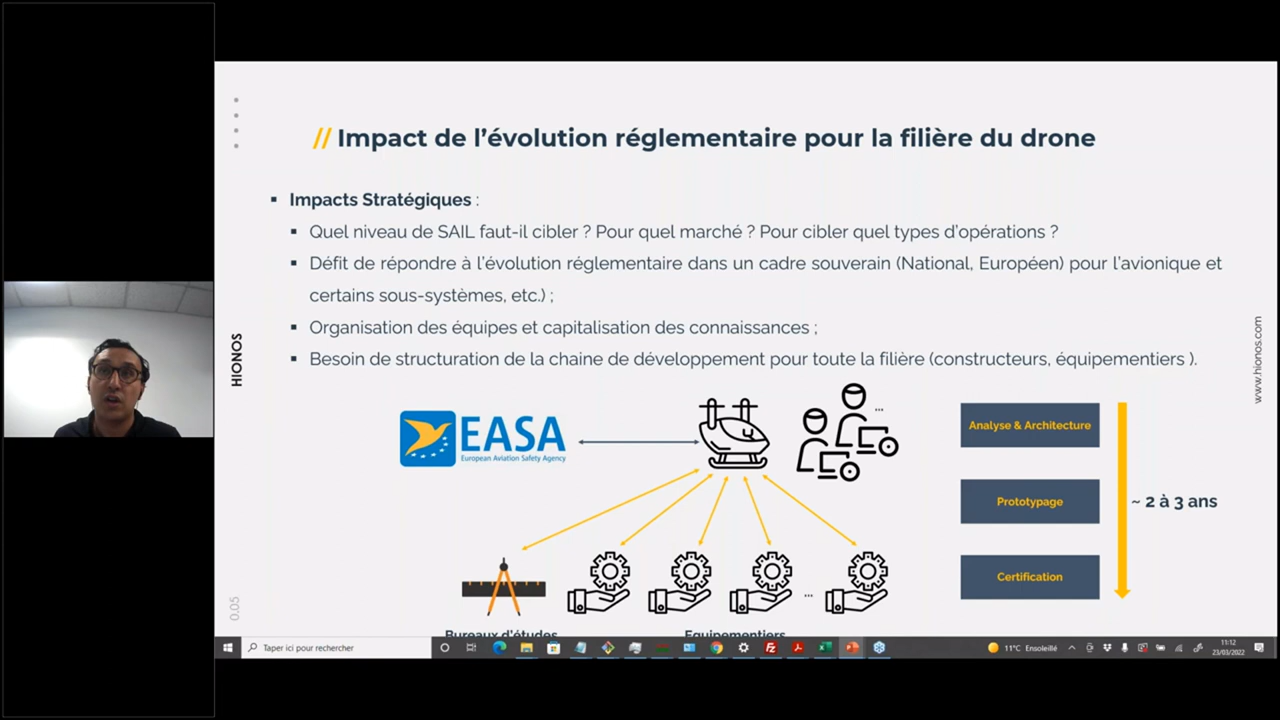 // Impact de l'évolution réglementaire pour la filière du drone
▪ Impacts Stratégiques :
▪ Quel niveau de SAIL faut-il cibler ? Pour quel marché ? Pour cibler quel types d'opérations ?
▪ Défit de répondre à l'évolution réglementaire dans un cadre souverain (National, Européen) pour l'avionique et
certains sous-systèmes, etc.) ;
▪ Organisation des équipes et capitalisation des connaissances ;
▪ Besoin de structuration de la chaine de développement pour toute la filière (constructeurs, équipementiers ).
HIONOS
www.hionos.com
EASA
European Aviation Safety Agency
...
Analyse & Architecture
Prototypage
~ 2 à 3 ans
Certification
...
0.05
Bureaux d'études
Equipementiers
Taper ici pour rechercher
11°C Ensoleillé
11:12
23/03/2022